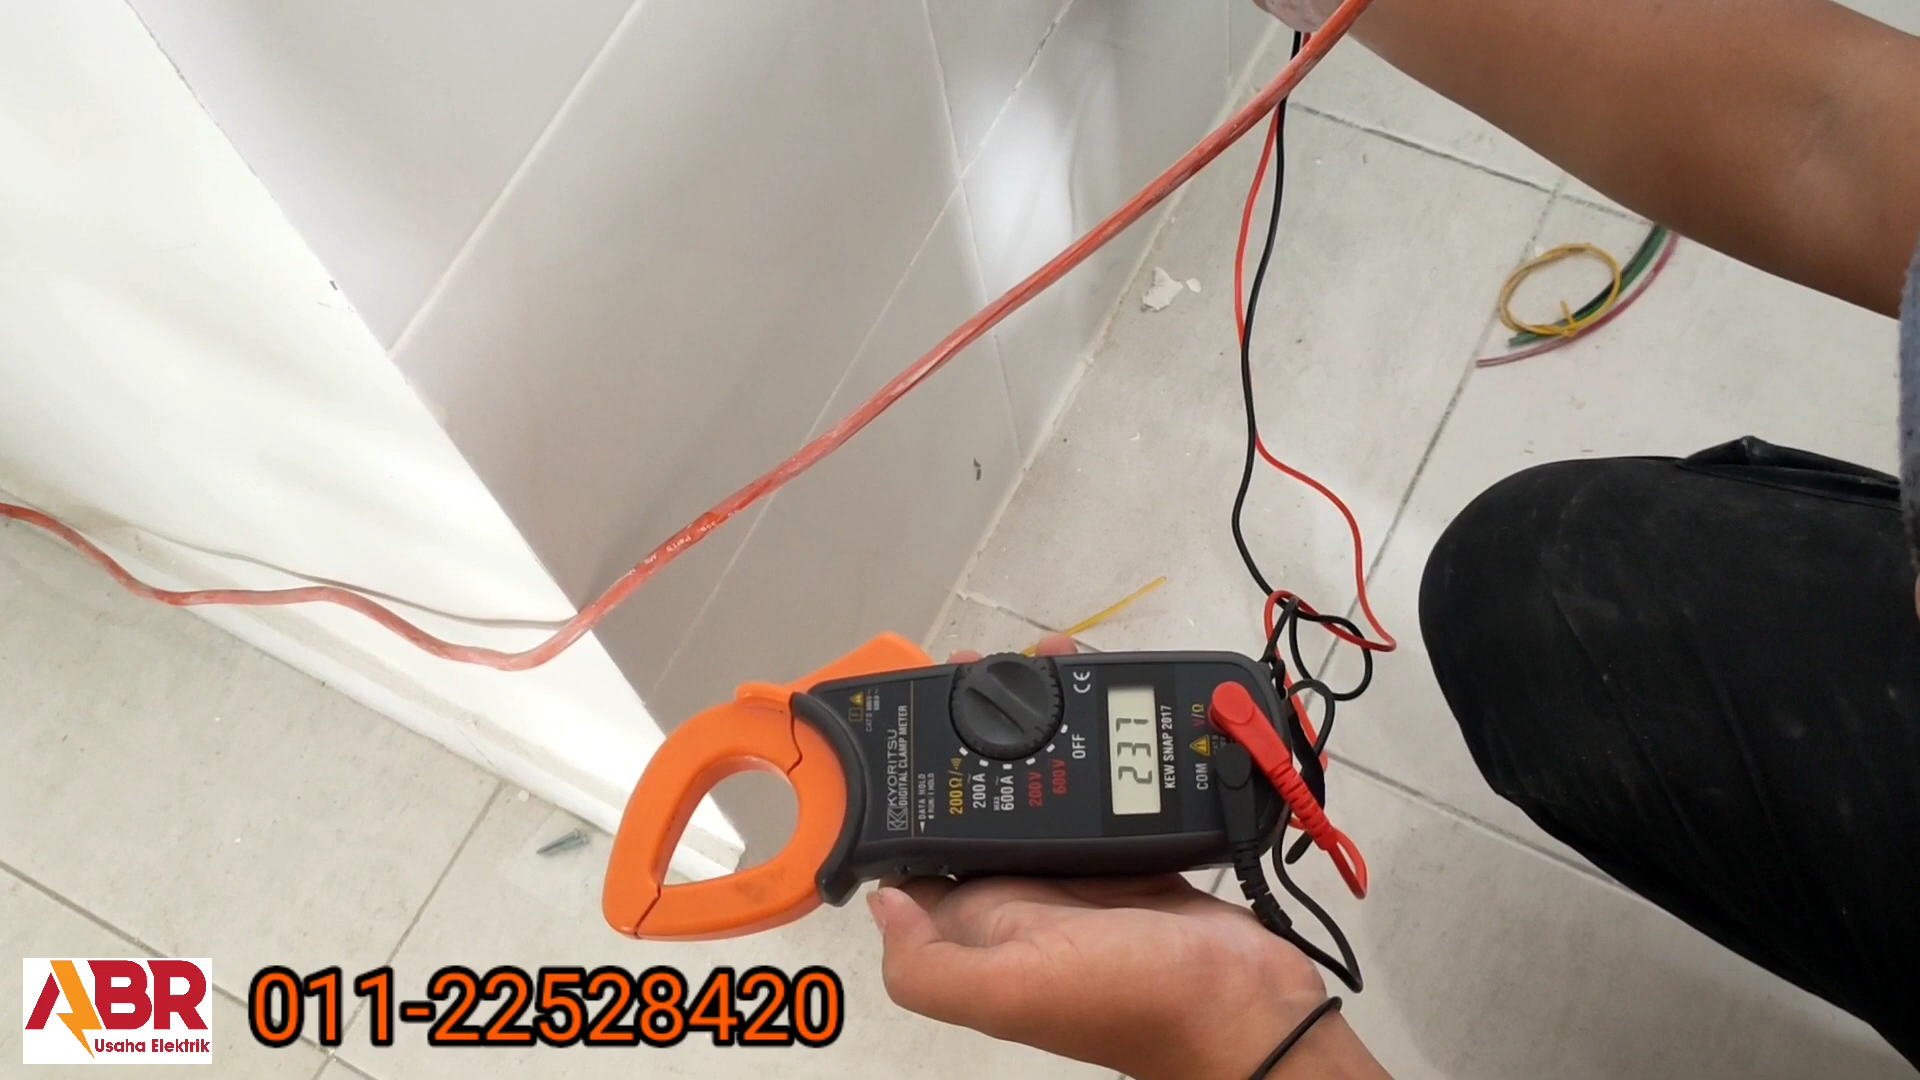 KYORITSU
DIGITAL CLAMP METER
DATA HOLD
200Ω
200A
MAX
600A
200V
600V
OFF
CE
237
KEW SNAP 2017
COM
V/Ω
ABR
Usaha Elektrik
011-22528420